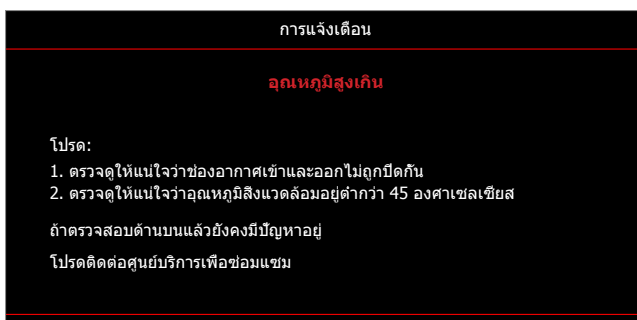 การแจ้งเตือน
อุณหภูมิสูงเกิน
โปรด:
1. ตรวจดูให้แน่ใจว่าช่องอากาศเข้าและออกไม่ถูกปิดกั้น
2. ตรวจดูให้แน่ใจว่าอุณหภูมิสิ่งแวดล้อมอยู่ต่ำกว่า 45 องศาเซลเซียส
ถ้าตรวจสอบด้านบนแล้วยังคงมีปัญหาอยู่
โปรดติดต่อศูนย์บริการเพื่อซ่อมแซม